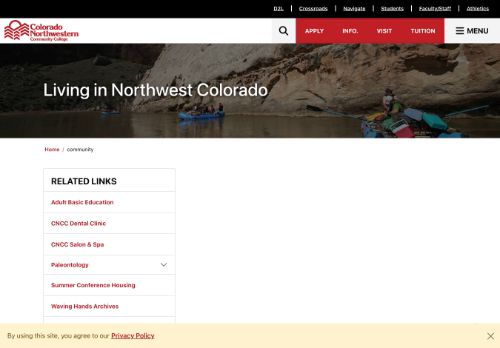 D2L Crossroads Navigate Students Faculty/Staff Athletics
Colorado
Northwestern
Community College
APPLY INFO. VISIT TUITION MENU
Living in Northwest Colorado
Home / community
RELATED LINKS
Adult Basic Education
CNCC Dental Clinic
CNCC Salon & Spa
Paleontology
Summer Conference Housing
Waving Hands Archives
By using this site, you agree to our Privacy Policy